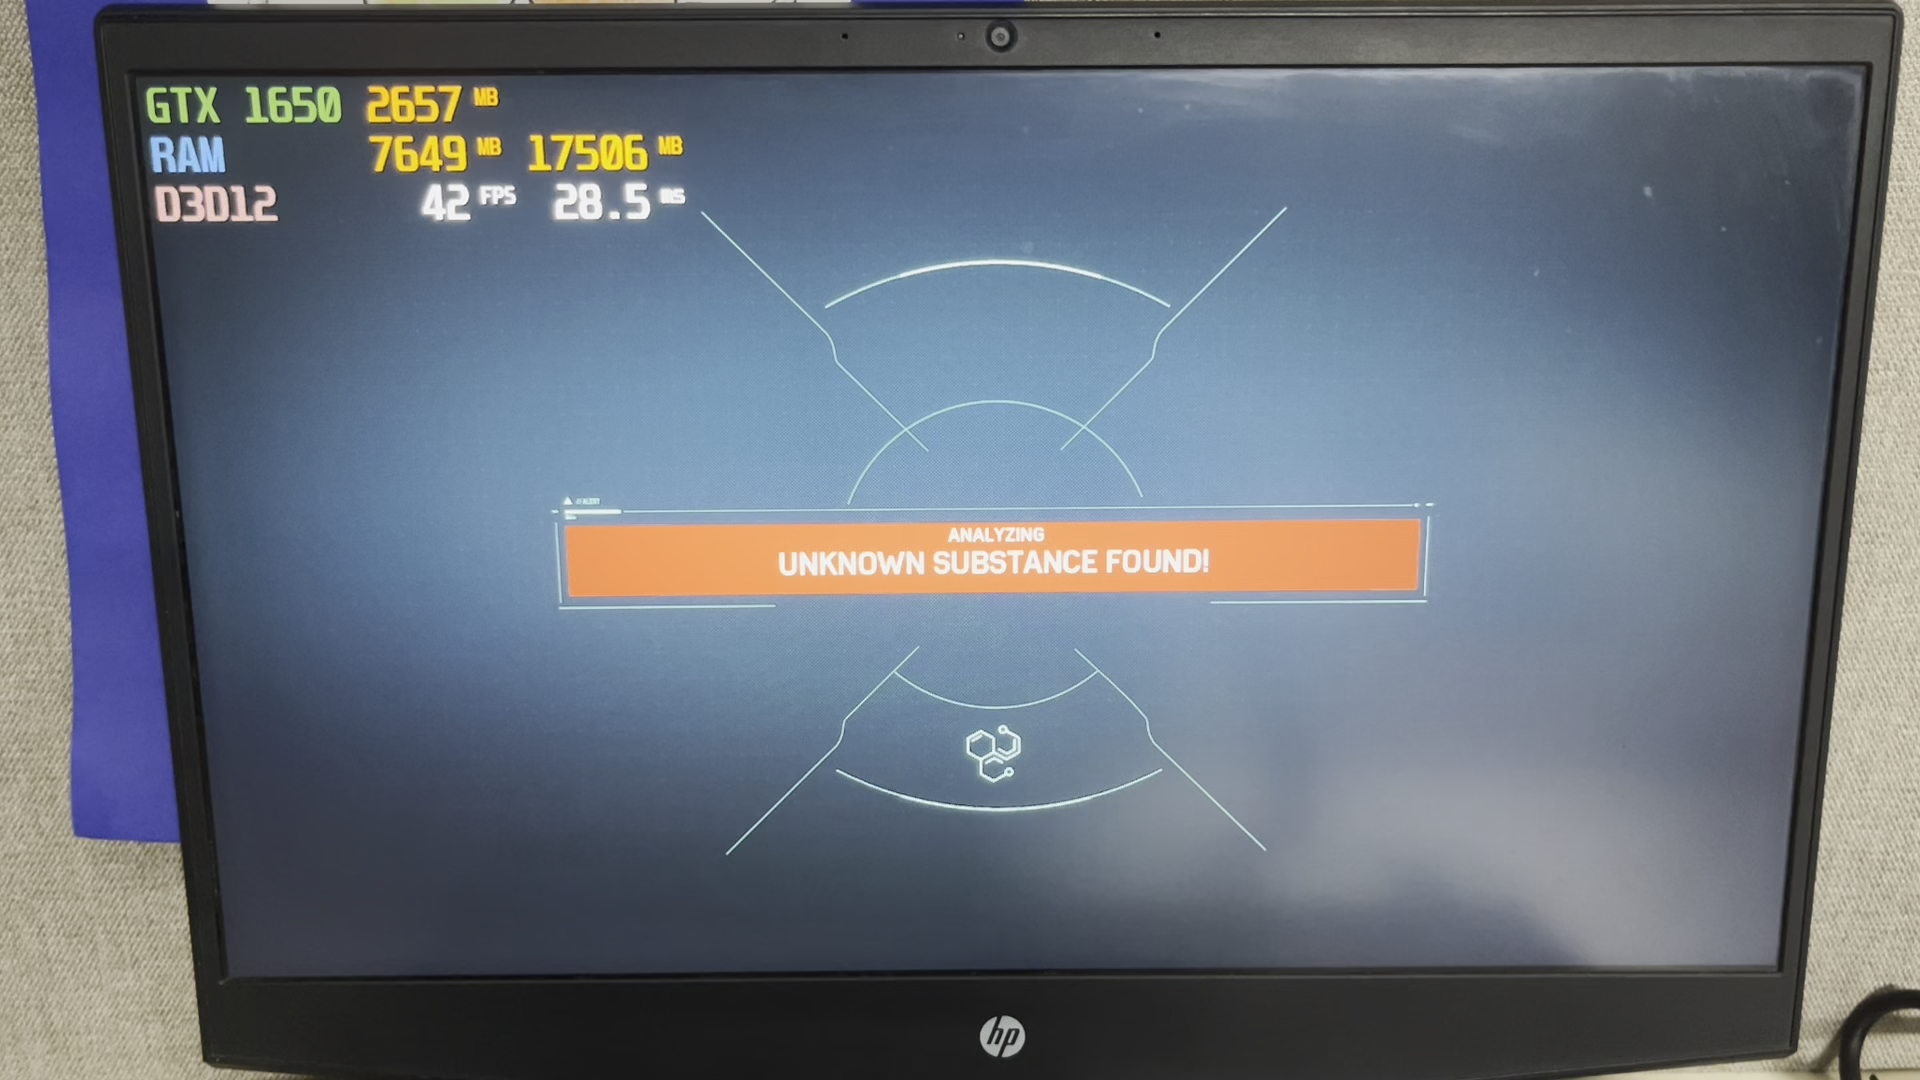 GTX 1650 2657 MB
RAM 7649 MB 17506 MB
D3D12 42 FPS 28.5 ms
ANALYZING
UNKNOWN SUBSTANCE FOUND!
hp